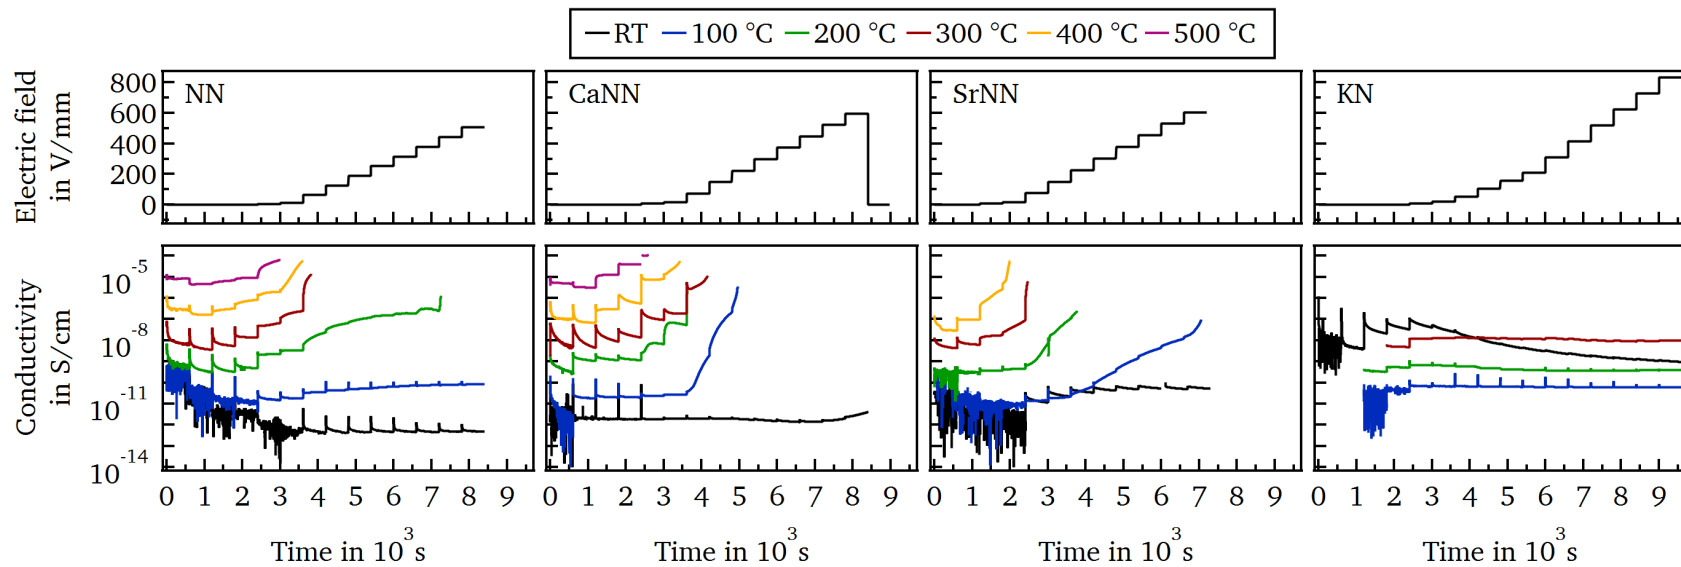 RT 100 °C 200 °C 300 °C 400 °C 500 °C
Electric field
in V/mm
800
600
400
200
0
NN
CaNN
SrNN
KN
Conductivity
in S/cm
10-5
10-8
10-11
10-14
0 1 2 3 4 5 6 7 8 9
0 1 2 3 4 5 6 7 8 9
0 1 2 3 4 5 6 7 8 9
0 1 2 3 4 5 6 7 8 9
Time in 10³s
Time in 10³s
Time in 10³s
Time in 10³s